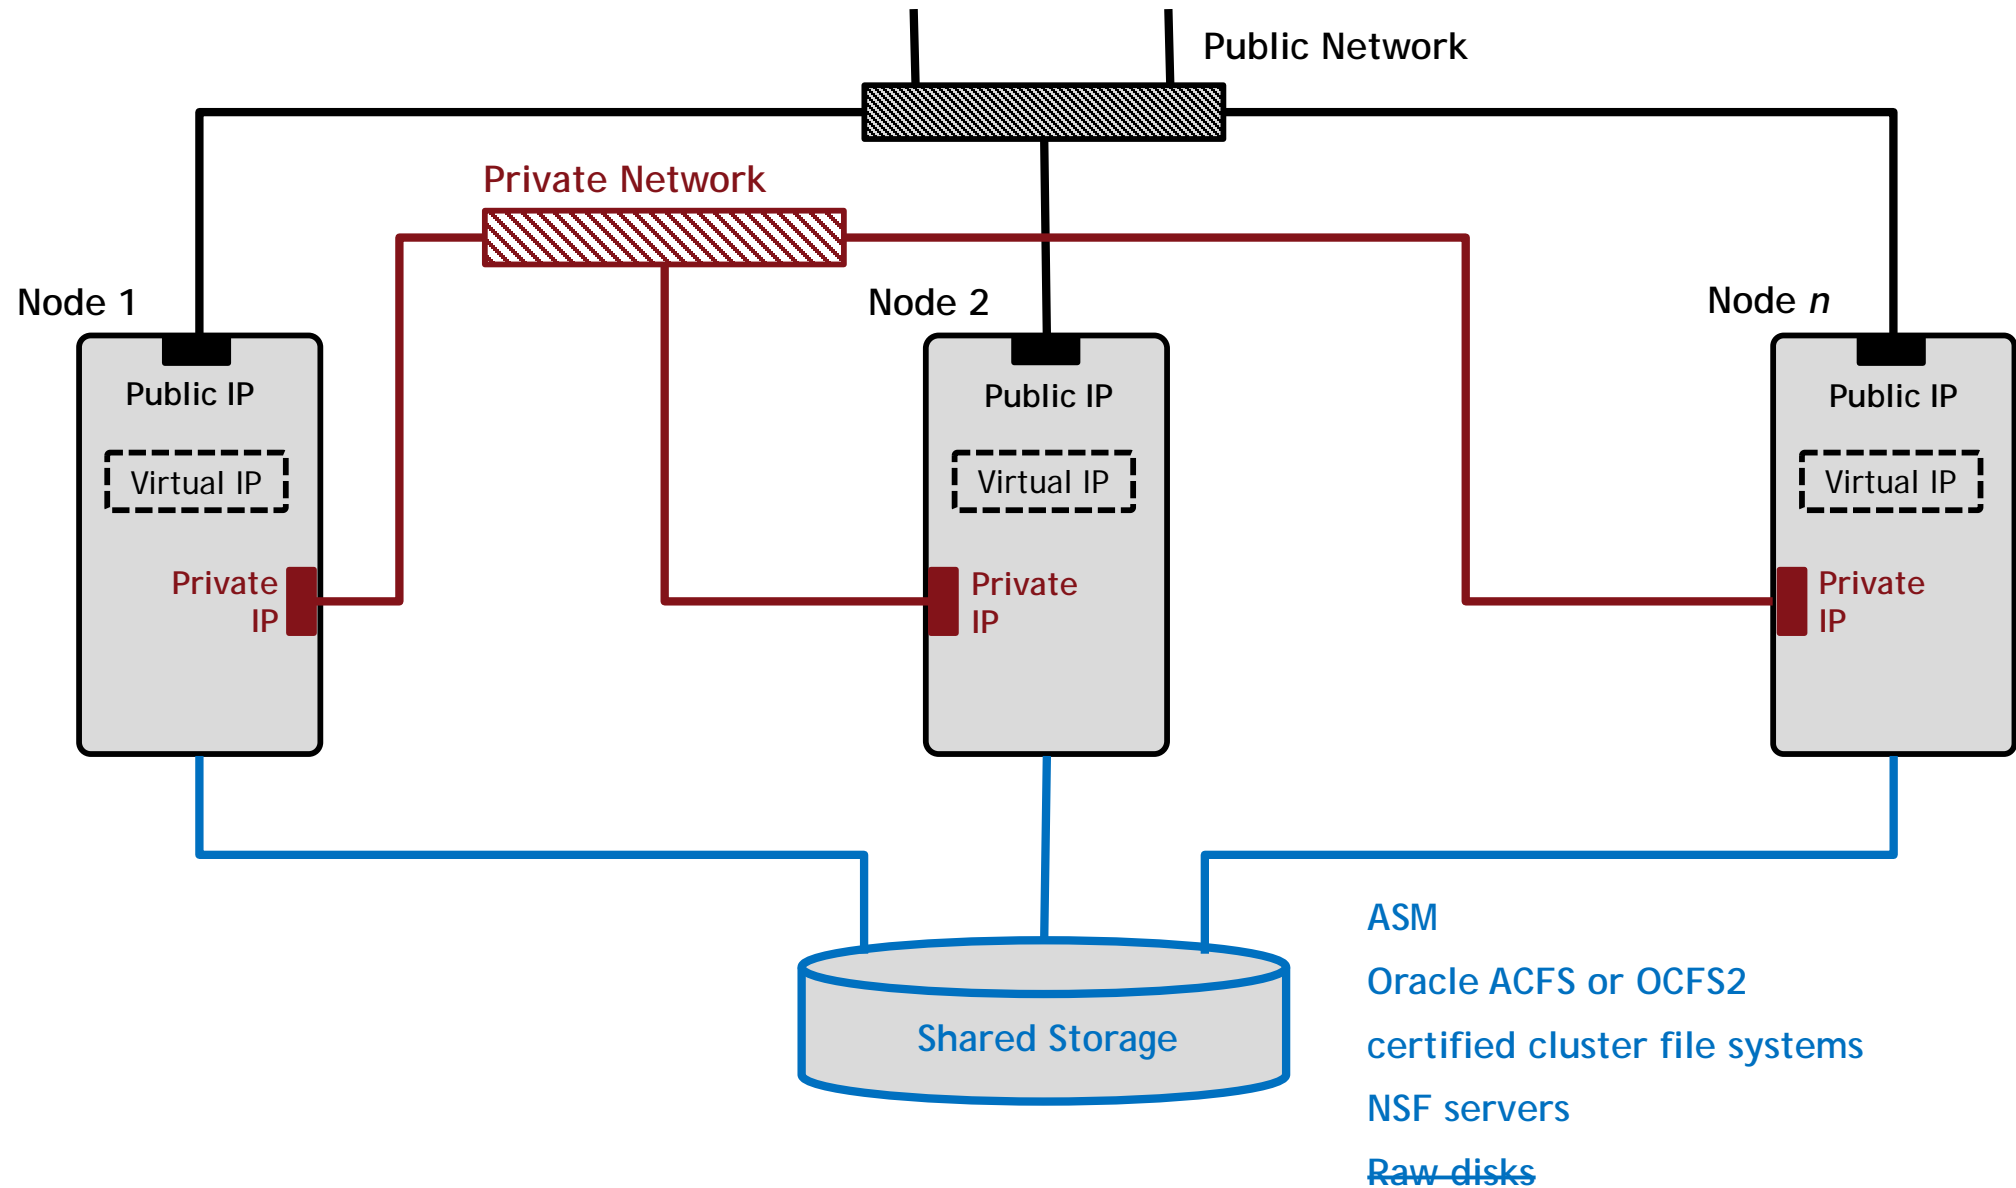 Public Network
Private Network
Node 1
Node 2
Node n
Public IP
Public IP
Public IP
Virtual IP
Virtual IP
Virtual IP
Private
IP
Private
IP
Private
IP
Shared Storage
ASM
Oracle ACFS or OCFS2
certified cluster file systems
NSF servers
Raw disks